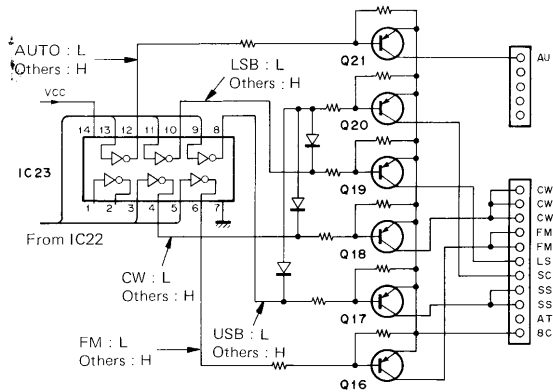 AUTO : L
Others : H
LSB : L
Others : H
VCC
14 13 12 11 10 9 8
IC23
1 2 3 4 5 6 7
From IC22
CW : L
Others : H
FM : L
Others : H
USB : L
Others : H
Q21
Q20
Q19
Q18
Q17
Q16
AU
CW
CW
CW
FM
FM
LS
SC
SS
SS
AT
8C